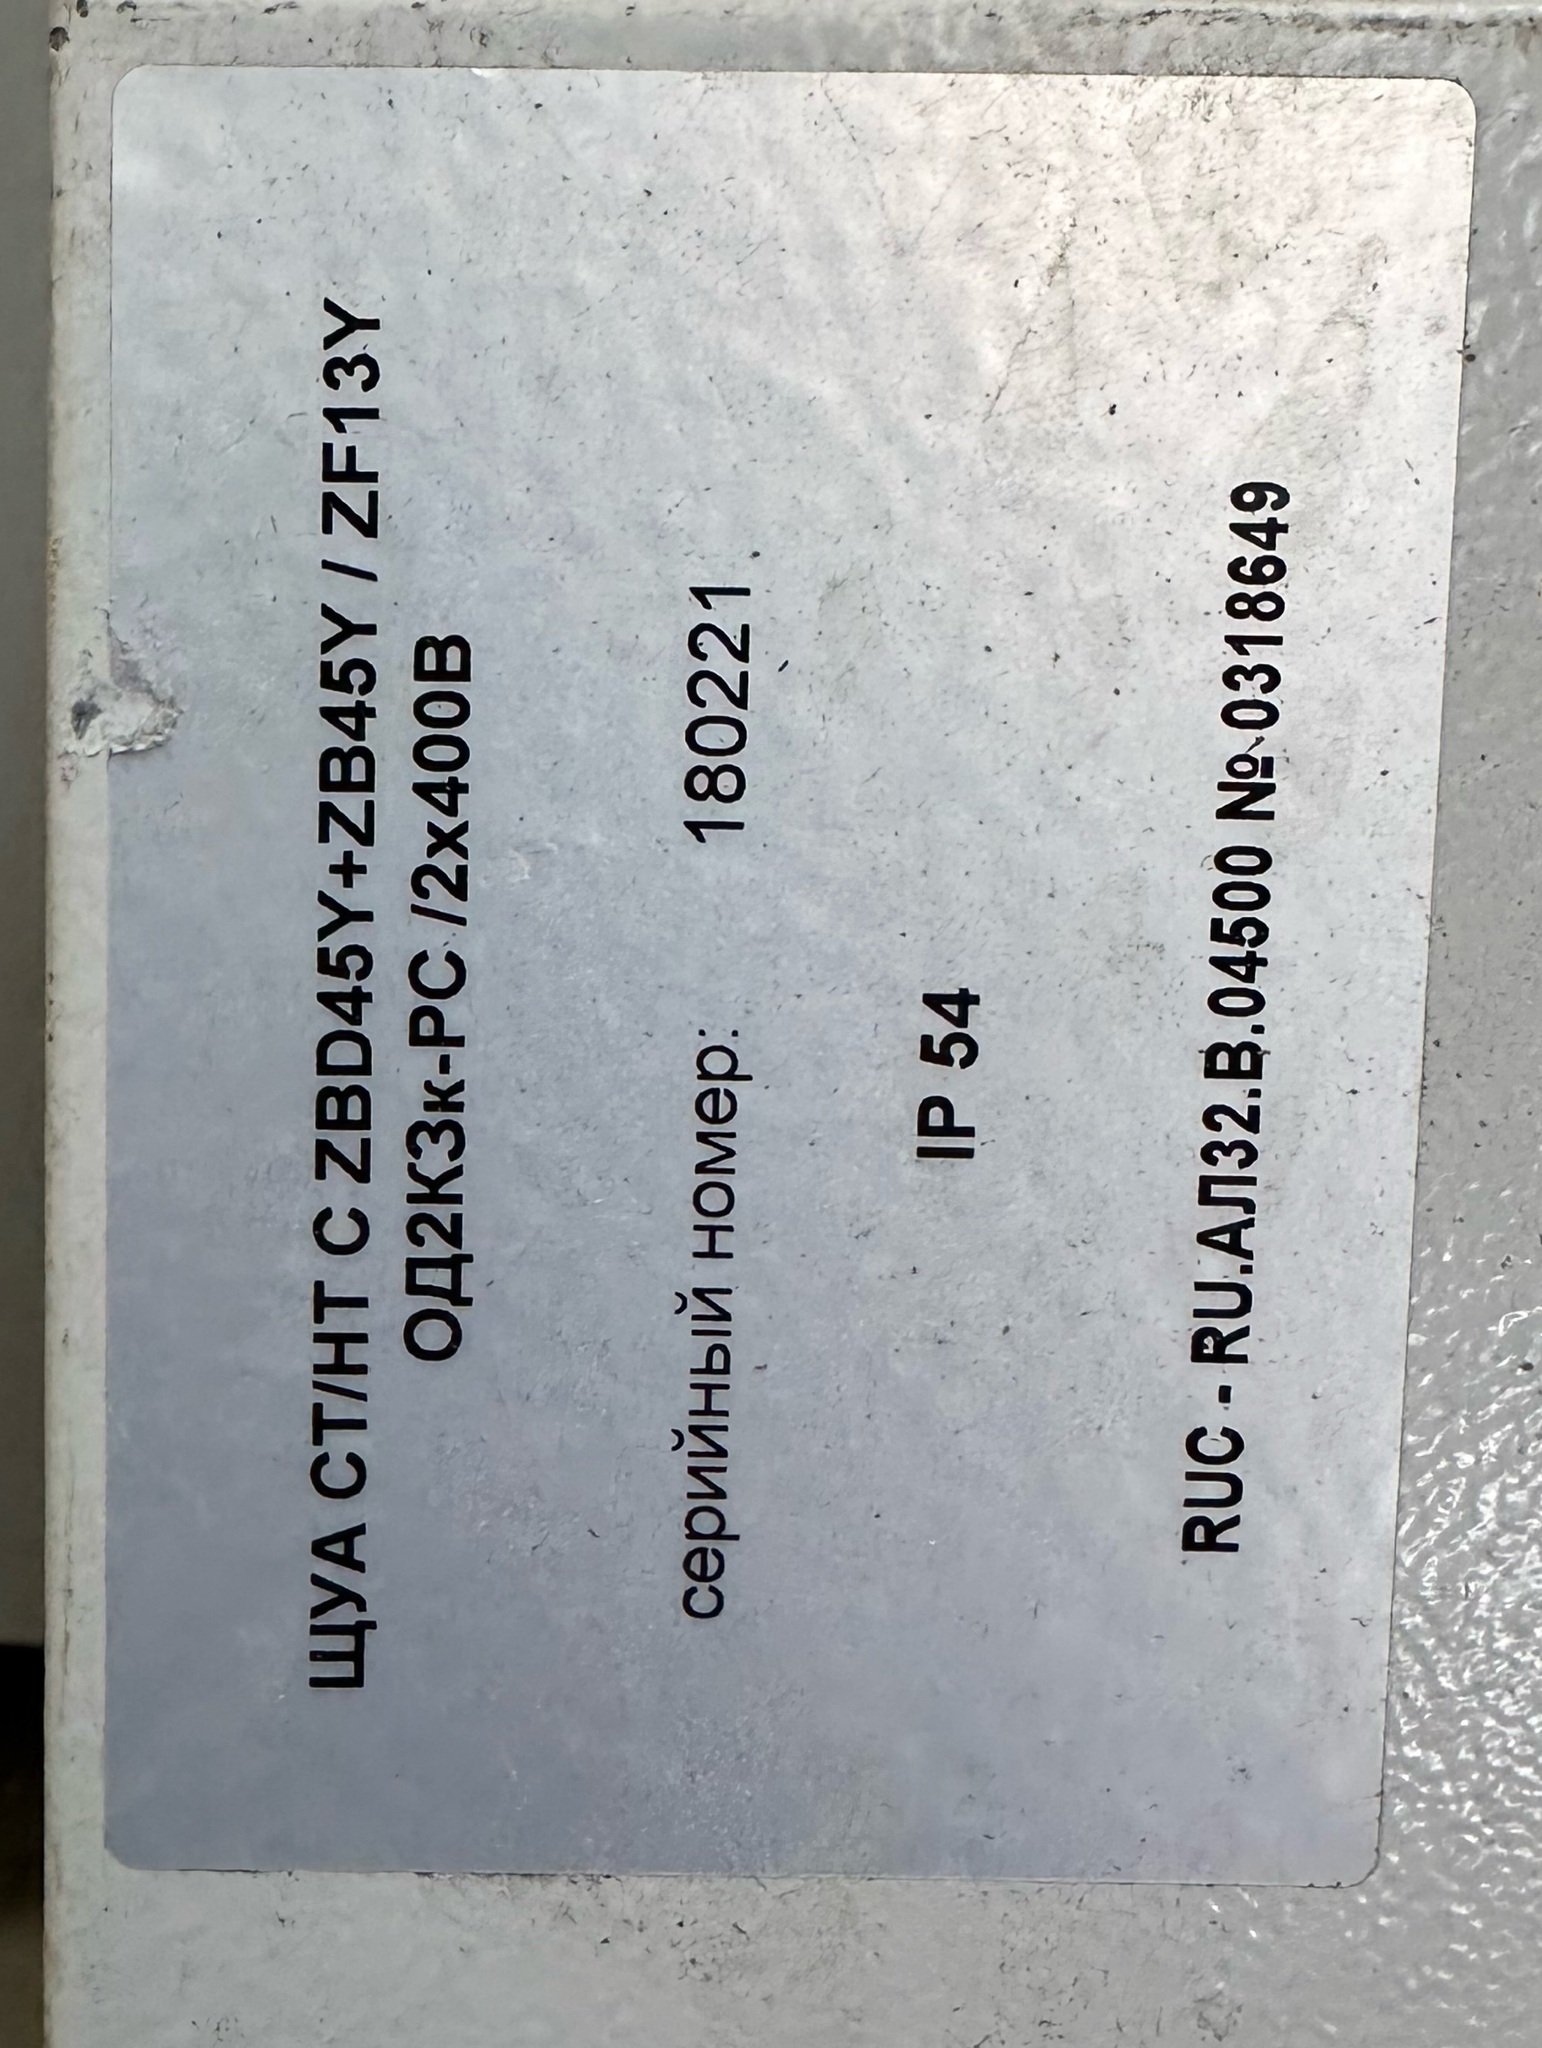 ЩУА СТ/НТ С ZBD45Y+ZB45Y / ZF13Y
ОД2К3к-РС /2x400В
серийный номер: 180221
IP 54
RUC - RU.АЛ32.В.04500 № 0318649